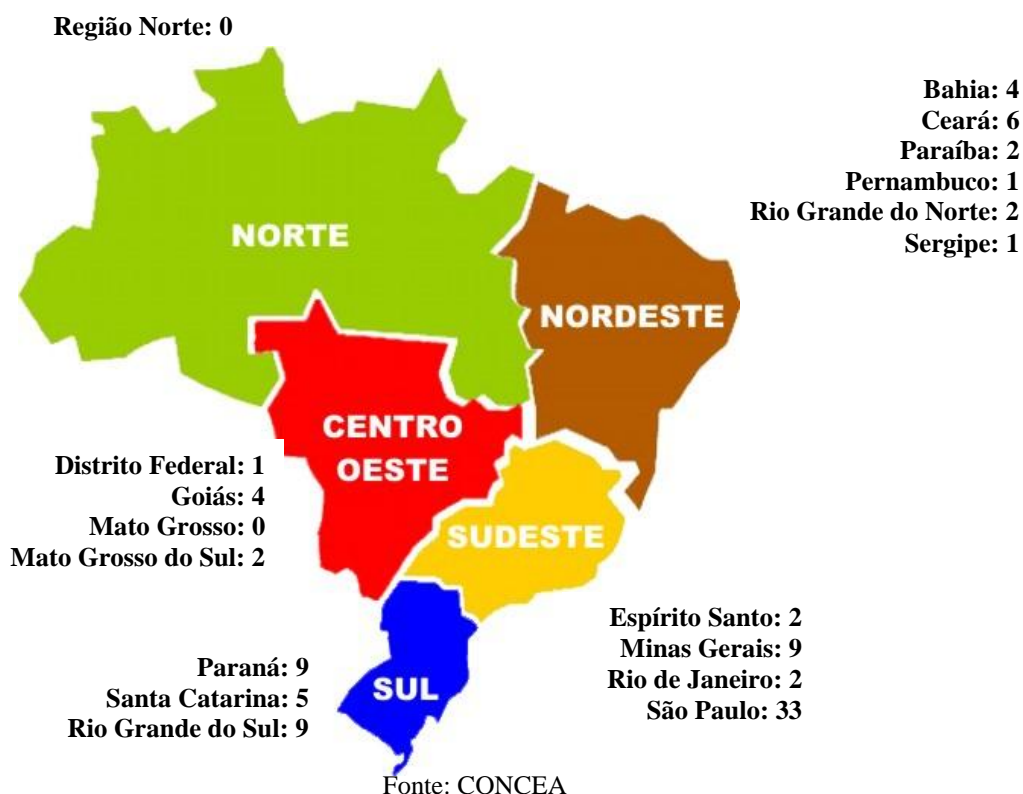 Região Norte: 0
Bahia: 4
Ceará: 6
Paraíba: 2
Pernambuco: 1
Rio Grande do Norte: 2
Sergipe: 1
NORTE
NORDESTE
CENTRO
OESTE
Distrito Federal: 1
Goiás: 4
Mato Grosso: 0
Mato Grosso do Sul: 2
SUDESTE
Espírito Santo: 2
Minas Gerais: 9
Rio de Janeiro: 2
São Paulo: 33
Paraná: 9
Santa Catarina: 5
Rio Grande do Sul: 9
SUL
Fonte: CONCEA